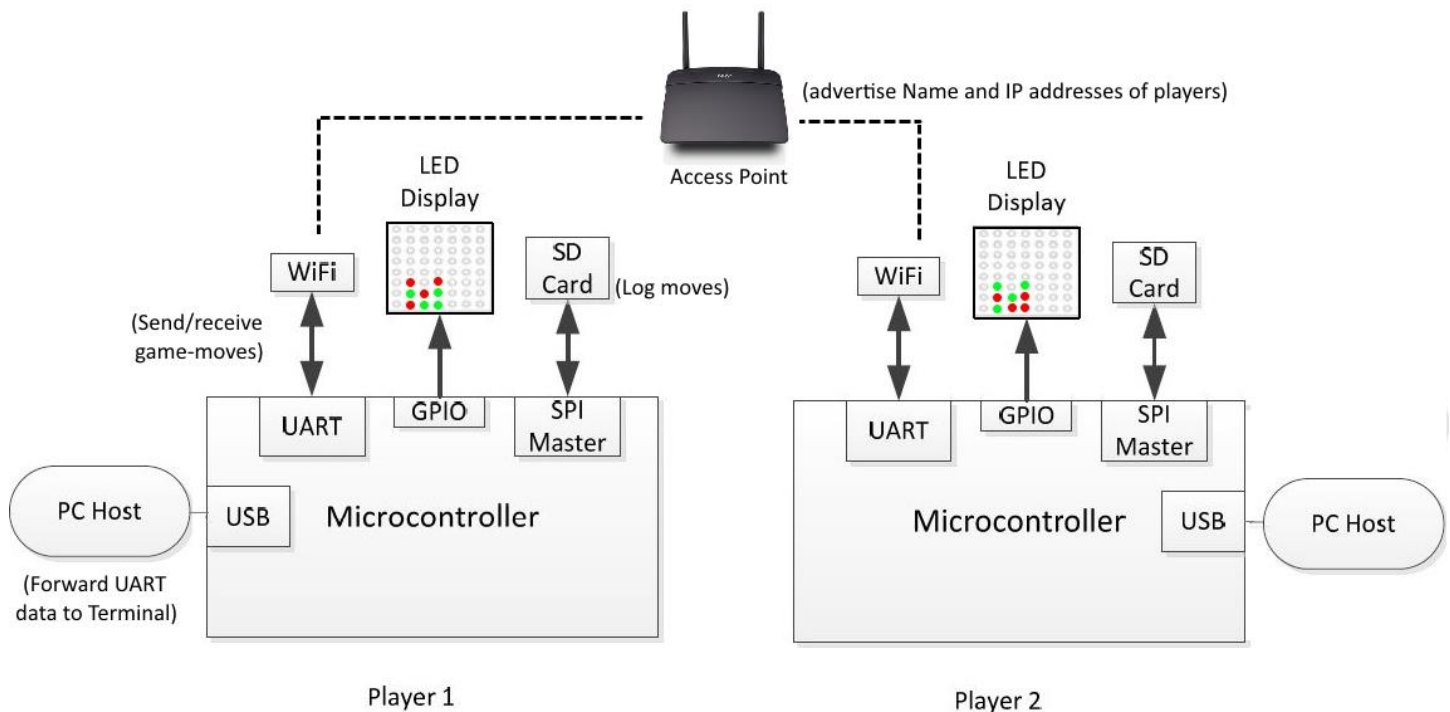 (advertise Name and IP addresses of players)
Access Point
LED
Display
WiFi
SD
Card
(Log moves)
(Send/receive
game-moves)
UART
GPIO
SPI
Master
PC Host
USB
Microcontroller
(Forward UART
data to Terminal)
Player 1
LED
Display
WiFi
SD
Card
UART
GPIO
SPI
Master
Microcontroller
USB
PC Host
Player 2